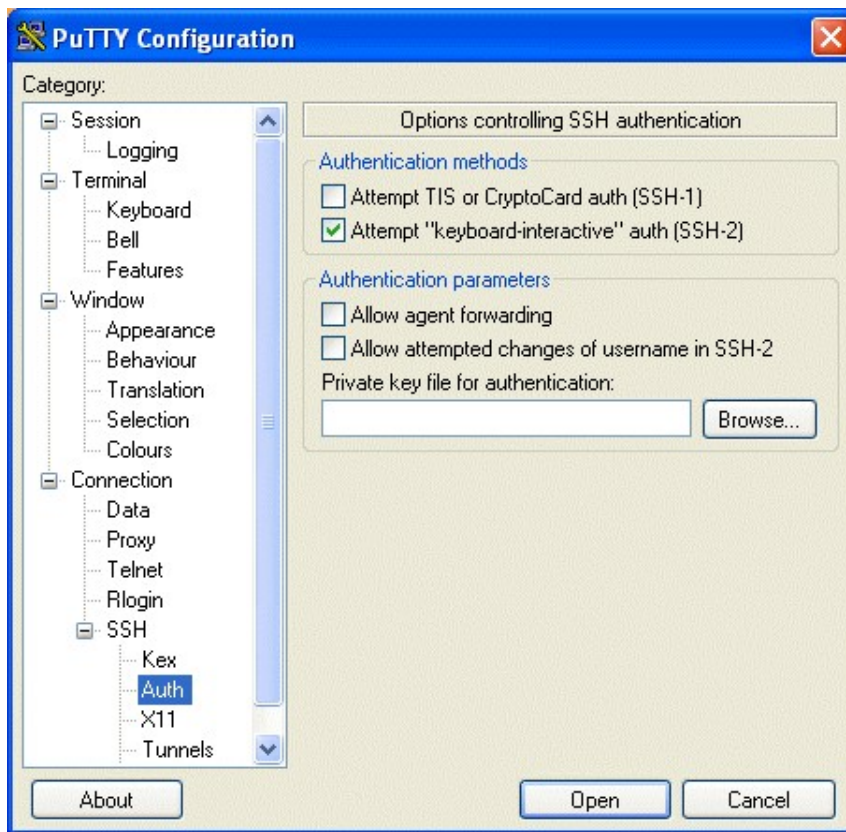 PuTTY Configuration
Category:
Session
Logging
Terminal
Keyboard
Bell
Features
Window
Appearance
Behaviour
Translation
Selection
Colours
Connection
Data
Proxy
Telnet
Rlogin
SSH
Kex
Auth
X11
Tunnels
Options controlling SSH authentication
Authentication methods
Attempt TIS or CryptoCard auth (SSH-1)
Attempt "keyboard-interactive" auth (SSH-2)
Authentication parameters
Allow agent forwarding
Allow attempted changes of username in SSH-2
Private key file for authentication:
Browse...
About
Open
Cancel